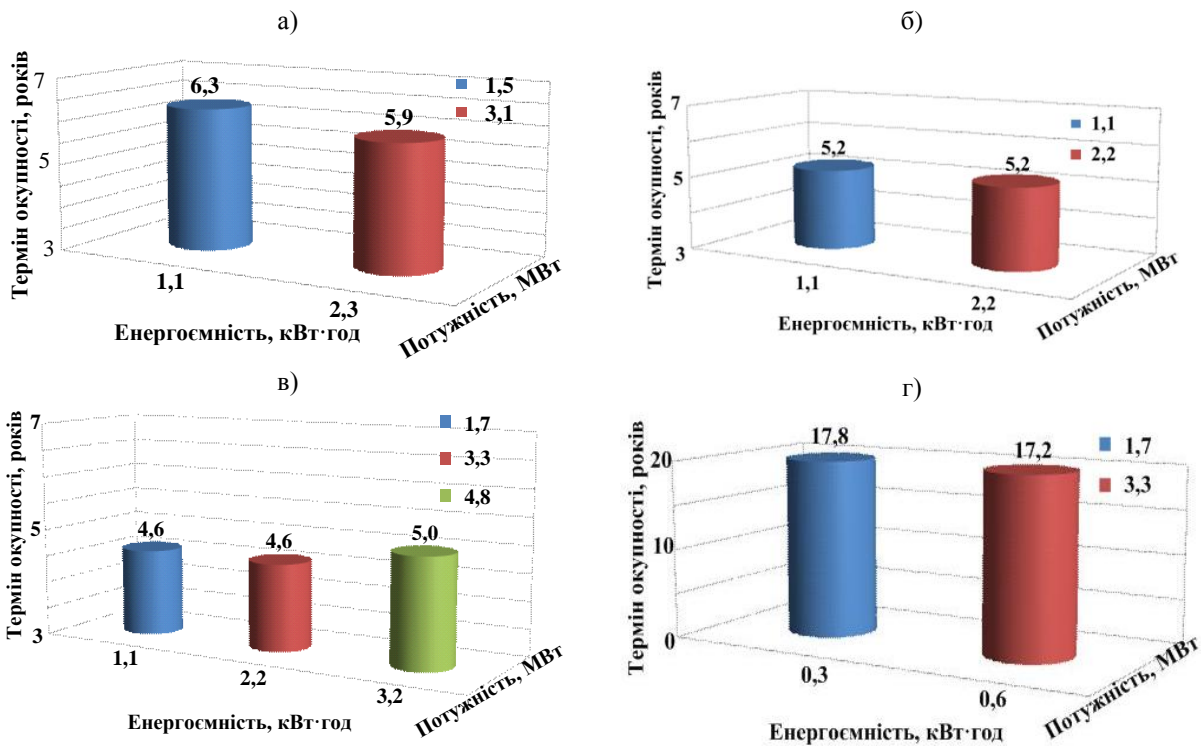 а)
Термін окупності, років
7
5
3
6,3
5,9
1,5
3,1
1,1
2,3
Енергоємність, кВт·год
Потужність, МВт
б)
Термін окупності, років
7
5
3
5,2
5,2
1,1
2,2
1,1
2,2
Енергоємність, кВт·год
Потужність, МВт
в)
Термін окупності, років
7
5
3
4,6
4,6
5,0
1,7
3,3
4,8
1,1
2,2
3,2
Енергоємність, кВт·год
Потужність, МВт
г)
Термін окупності, років
20
10
0
17,8
17,2
1,7
3,3
0,3
0,6
Енергоємність, кВт·год
Потужність, МВт